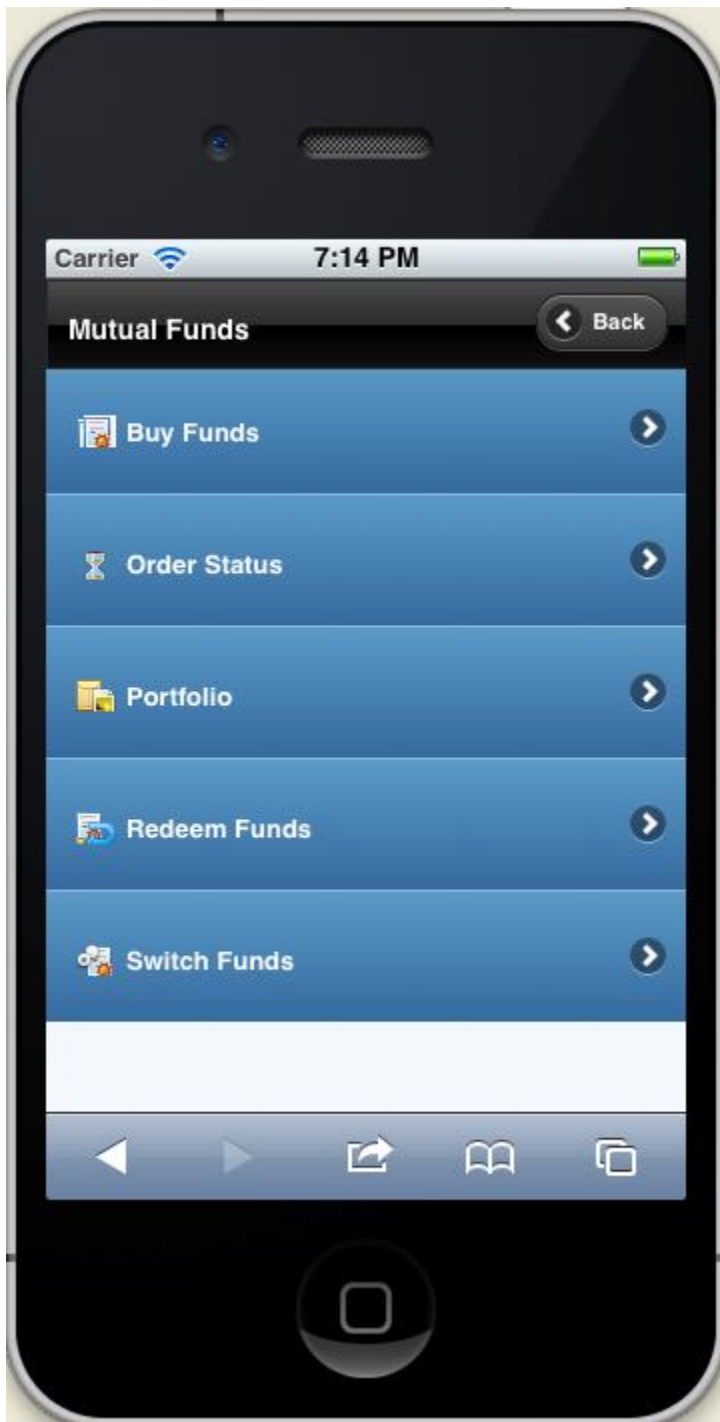 Carrier 7:14 PM
Mutual Funds Back
Buy Funds
Order Status
Portfolio
Redeem Funds
Switch Funds